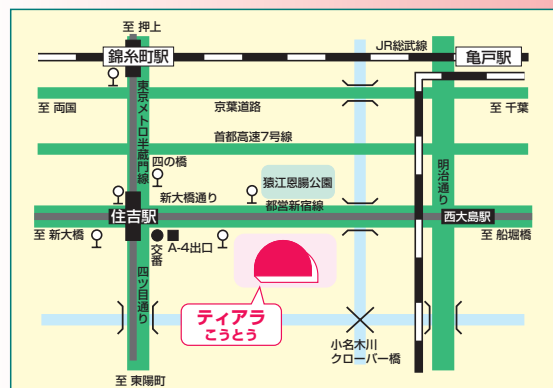 至 押上
JR総武線
錦糸町駅
亀戸駅
至 両国
京葉道路
至 千葉
東京メトロ半蔵門線
首都高速7号線
四の橋
明治通り
猿江恩腸公園
新大橋通り
都営新宿線
住吉駅
西大島駅
至 新大橋
交番
A-4出口
至 船堀橋
四ツ目通り
ティアラ
こうとう
小名木川
クローバー橋
至 東陽町